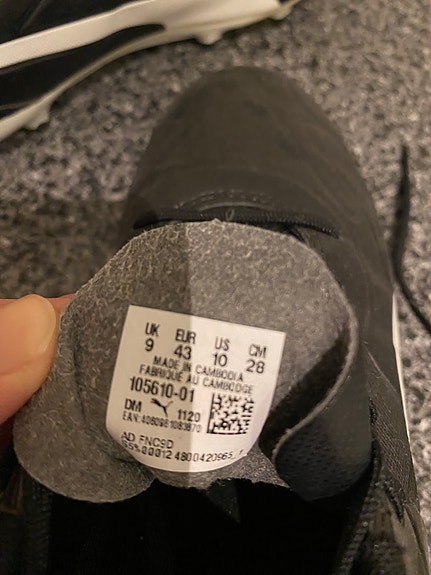 UK EUR US CM
9 43 10 28
MADE IN CAMBODIA
FABRIQUE AU CAMBODGE
105610-01
DM 1120
AD FNC9D